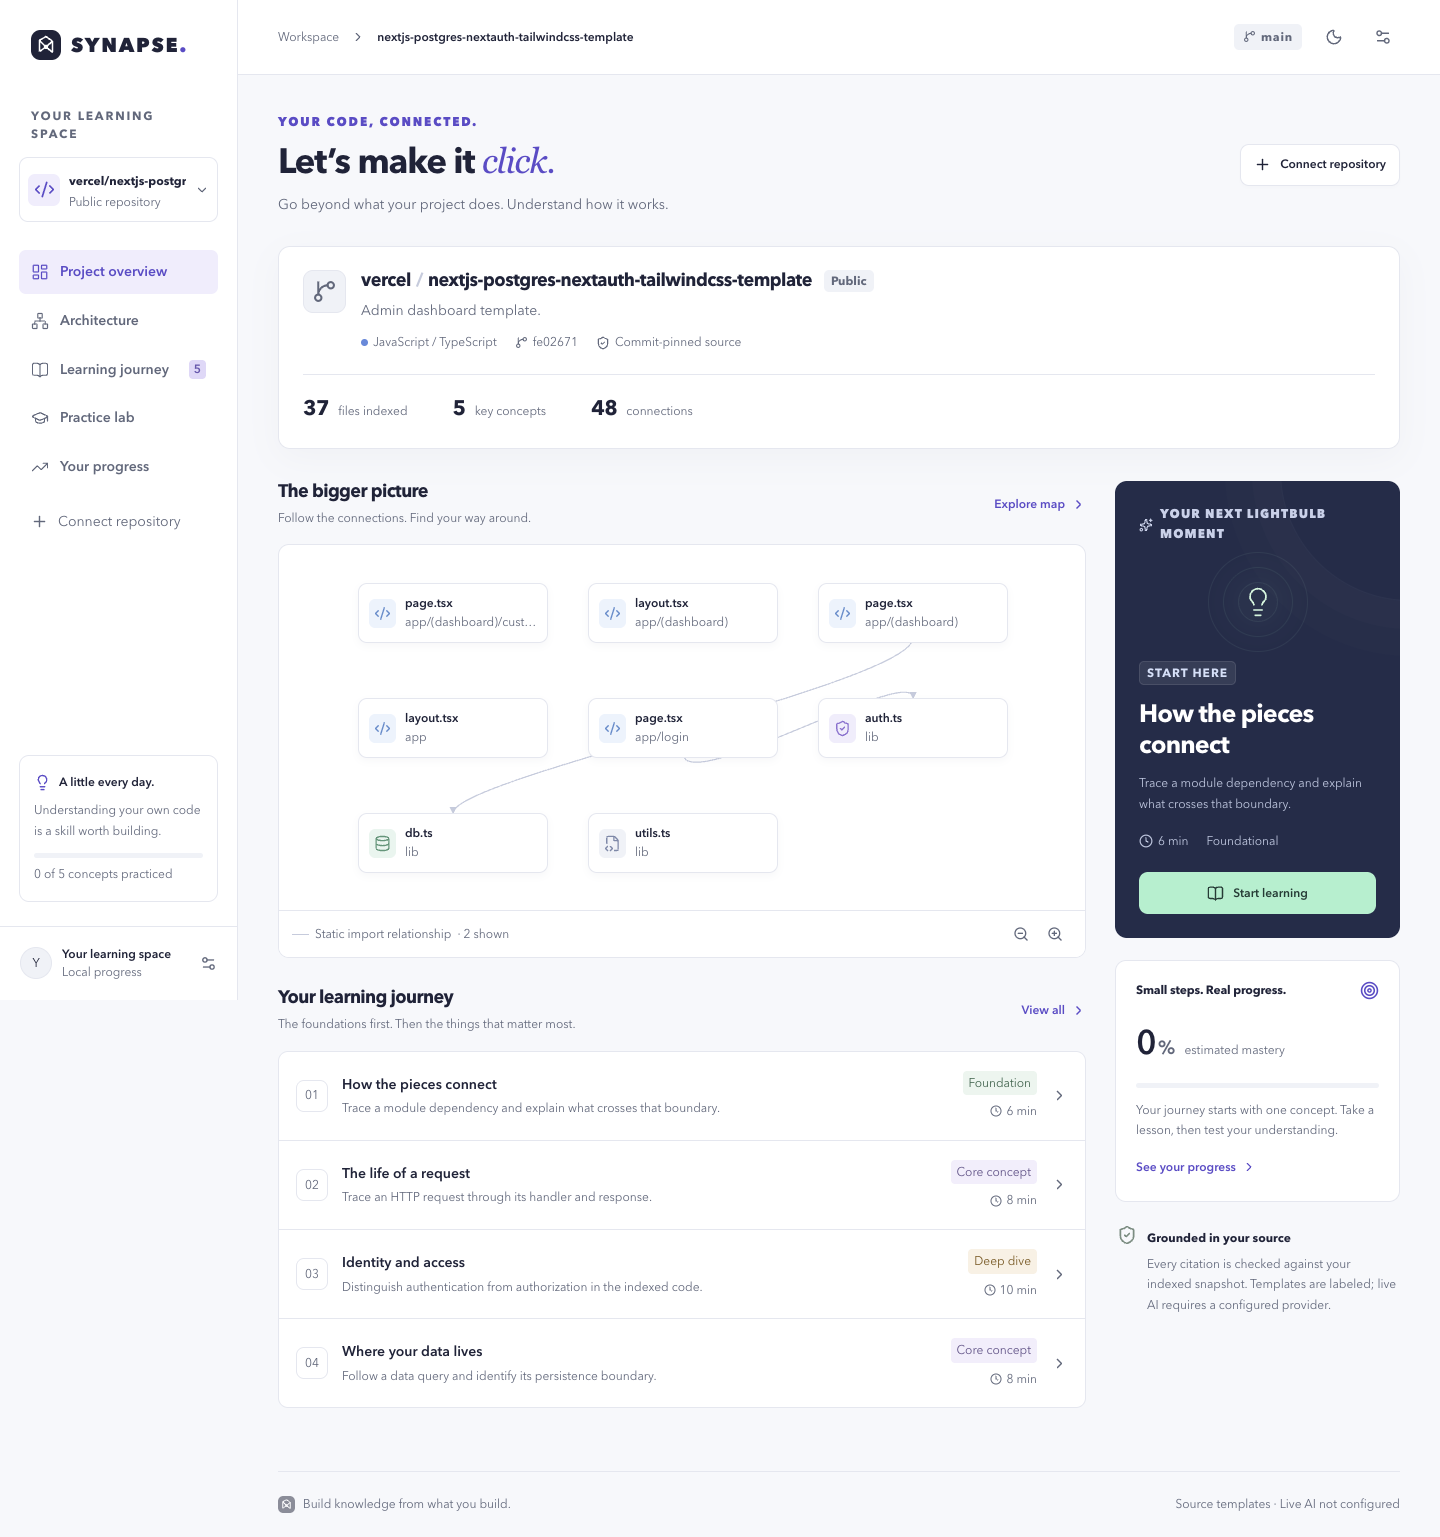 SYNAPSE.
YOUR LEARNING
SPACE
vercel/nextjs-postgr
Public repository
Project overview
Architecture
Learning journey 5
Practice lab
Your progress
Connect repository
A little every day.
Understanding your own code
is a skill worth building.
0 of 5 concepts practiced
Y
Your learning space
Local progress
Workspace
nextjs-postgres-nextauth-tailwindcss-template
main
YOUR CODE, CONNECTED.
Let’s make it click.
Go beyond what your project does. Understand how it works.
Connect repository
vercel / nextjs-postgres-nextauth-tailwindcss-template Public
Admin dashboard template.
JavaScript / TypeScript fe02671 Commit-pinned source
37 files indexed 5 key concepts 48 connections
The bigger picture
Follow the connections. Find your way around.
Explore map
page.tsx
app/(dashboard)/cust...
layout.tsx
app/(dashboard)
page.tsx
app/(dashboard)
layout.tsx
app
page.tsx
app/login
auth.ts
lib
db.ts
lib
utils.ts
lib
Static import relationship · 2 shown
Your learning journey
The foundations first. Then the things that matter most.
View all
01
How the pieces connect
Trace a module dependency and explain what crosses that boundary.
Foundation
6 min
02
The life of a request
Trace an HTTP request through its handler and response.
Core concept
8 min
03
Identity and access
Distinguish authentication from authorization in the indexed code.
Deep dive
10 min
04
Where your data lives
Follow a data query and identify its persistence boundary.
Core concept
8 min
YOUR NEXT LIGHTBULB
MOMENT
START HERE
How the pieces
connect
Trace a module dependency and explain
what crosses that boundary.
6 min Foundational
Start learning
Small steps. Real progress.
0% estimated mastery
Your journey starts with one concept. Take a
lesson, then test your understanding.
See your progress
Grounded in your source
Every citation is checked against your
indexed snapshot. Templates are labeled; live
AI requires a configured provider.
Build knowledge from what you build.
Source templates · Live AI not configured